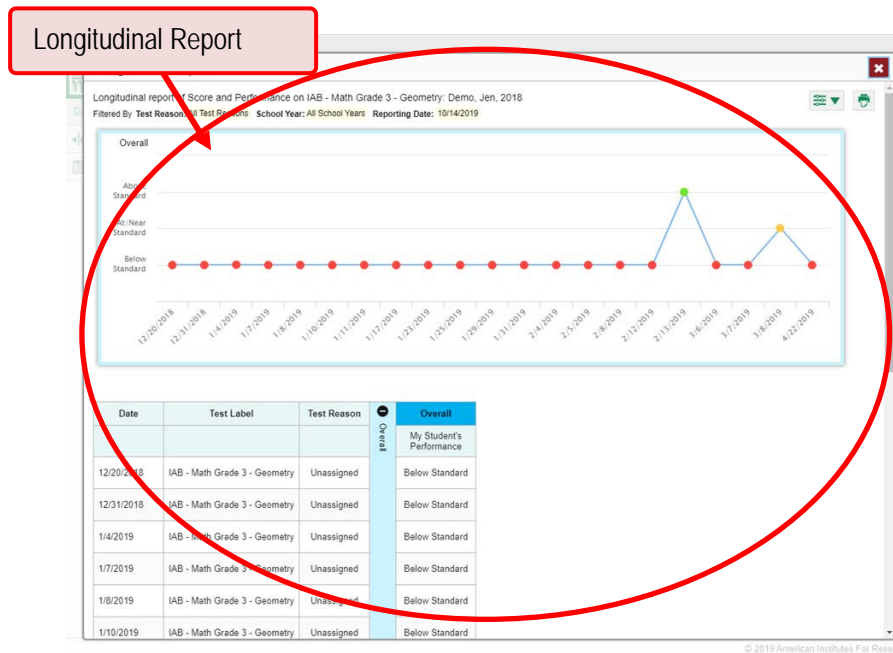 Longitudinal Report
Longitudinal report of Score and Performance on IAB - Math Grade 3 - Geometry: Demo, Jen, 2018
Filtered By Test Reason: All Test Reasons School Year: All School Years Reporting Date: 10/14/2019
Overall
Above
Standard
At/Near
Standard
Below
Standard
12/20/2018 12/31/2018 1/4/2019 1/7/2019 1/8/2019 1/10/2019 1/11/2019 1/17/2019 1/23/2019 1/25/2019 1/29/2019 1/31/2019 2/4/2019 2/5/2019 2/8/2019 2/12/2019 2/13/2019 3/6/2019 3/7/2019 3/8/2019 4/22/2019
Date Test Label Test Reason Overall Overall
My Student's
Performance
12/20/2018 IAB - Math Grade 3 - Geometry Unassigned Below Standard
12/31/2018 IAB - Math Grade 3 - Geometry Unassigned Below Standard
1/4/2019 IAB - Math Grade 3 - Geometry Unassigned Below Standard
1/7/2019 IAB - Math Grade 3 - Geometry Unassigned Below Standard
1/8/2019 IAB - Math Grade 3 - Geometry Unassigned Below Standard
1/10/2019 IAB - Math Grade 3 - Geometry Unassigned Below Standard
© 2019 American Institutes For